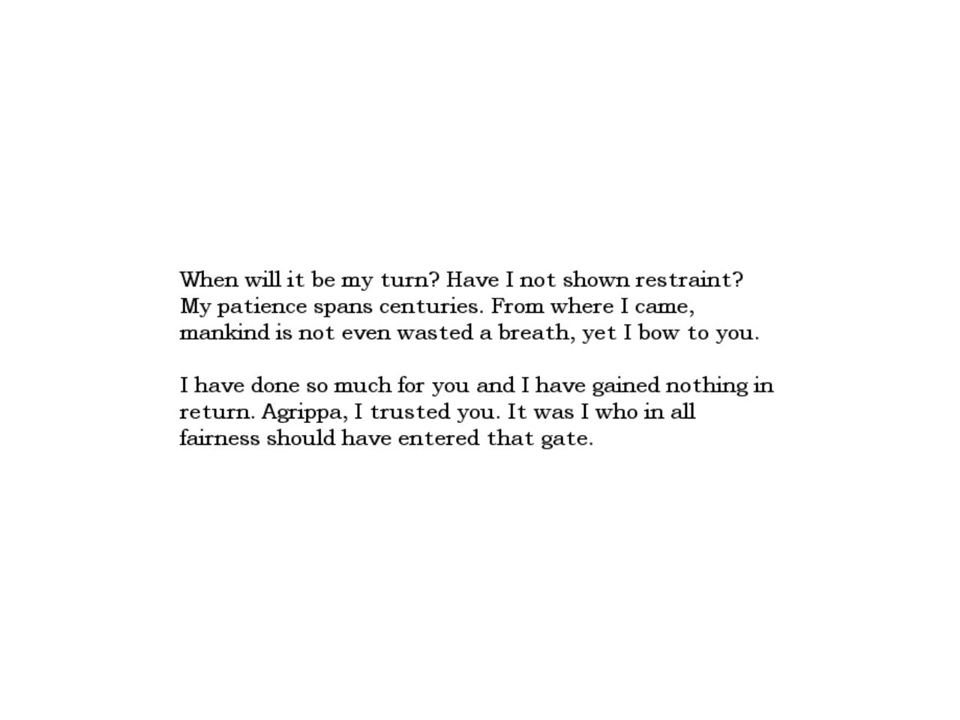 When will it be my turn? Have I not shown restraint?
My patience spans centuries. From where I came,
mankind is not even wasted a breath, yet I bow to you.
I have done so much for you and I have gained nothing in
return. Agrippa, I trusted you. It was I who in all
fairness should have entered that gate.